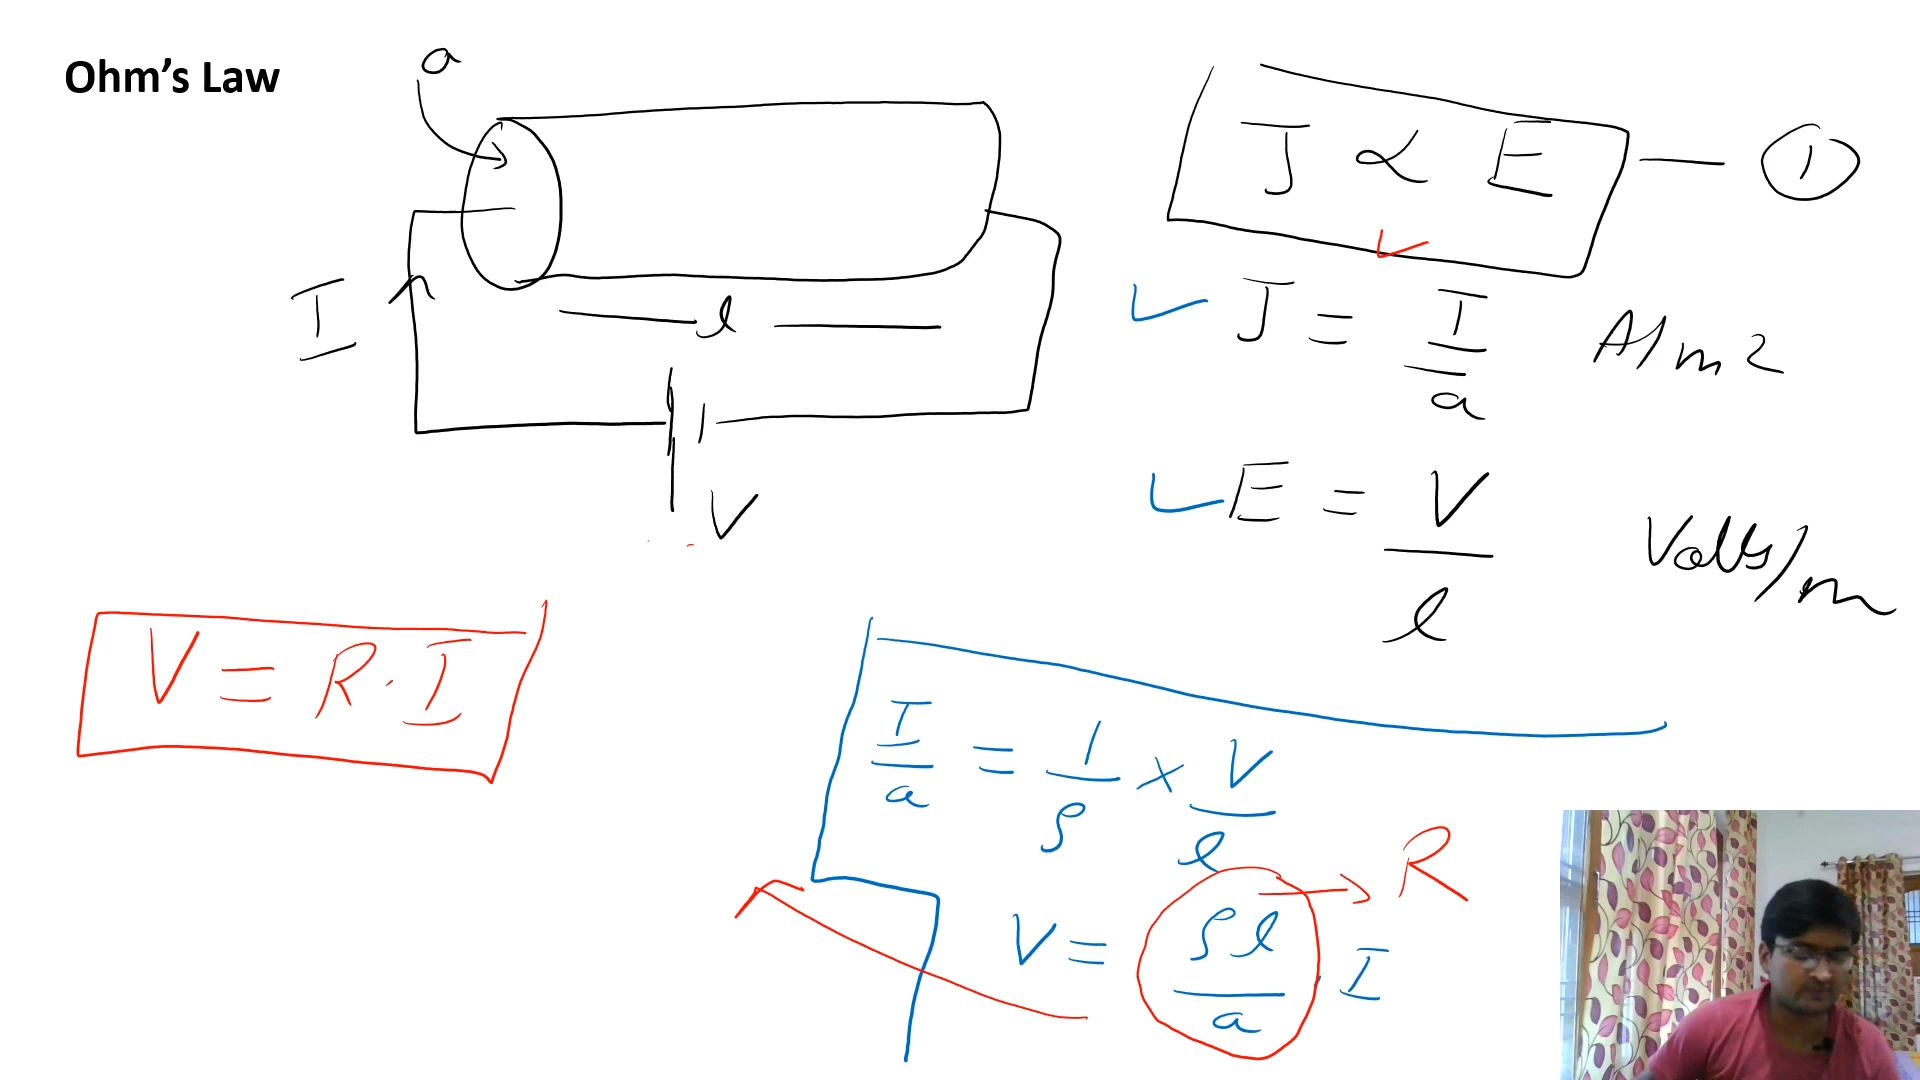 Ohm's Law
a
I
l
V
J ∝ E — ①
J = I/a A/m2
E = V/l Volts/m
V = R · I
I/a = 1/ρ × V/l
R
V = ρl/a I